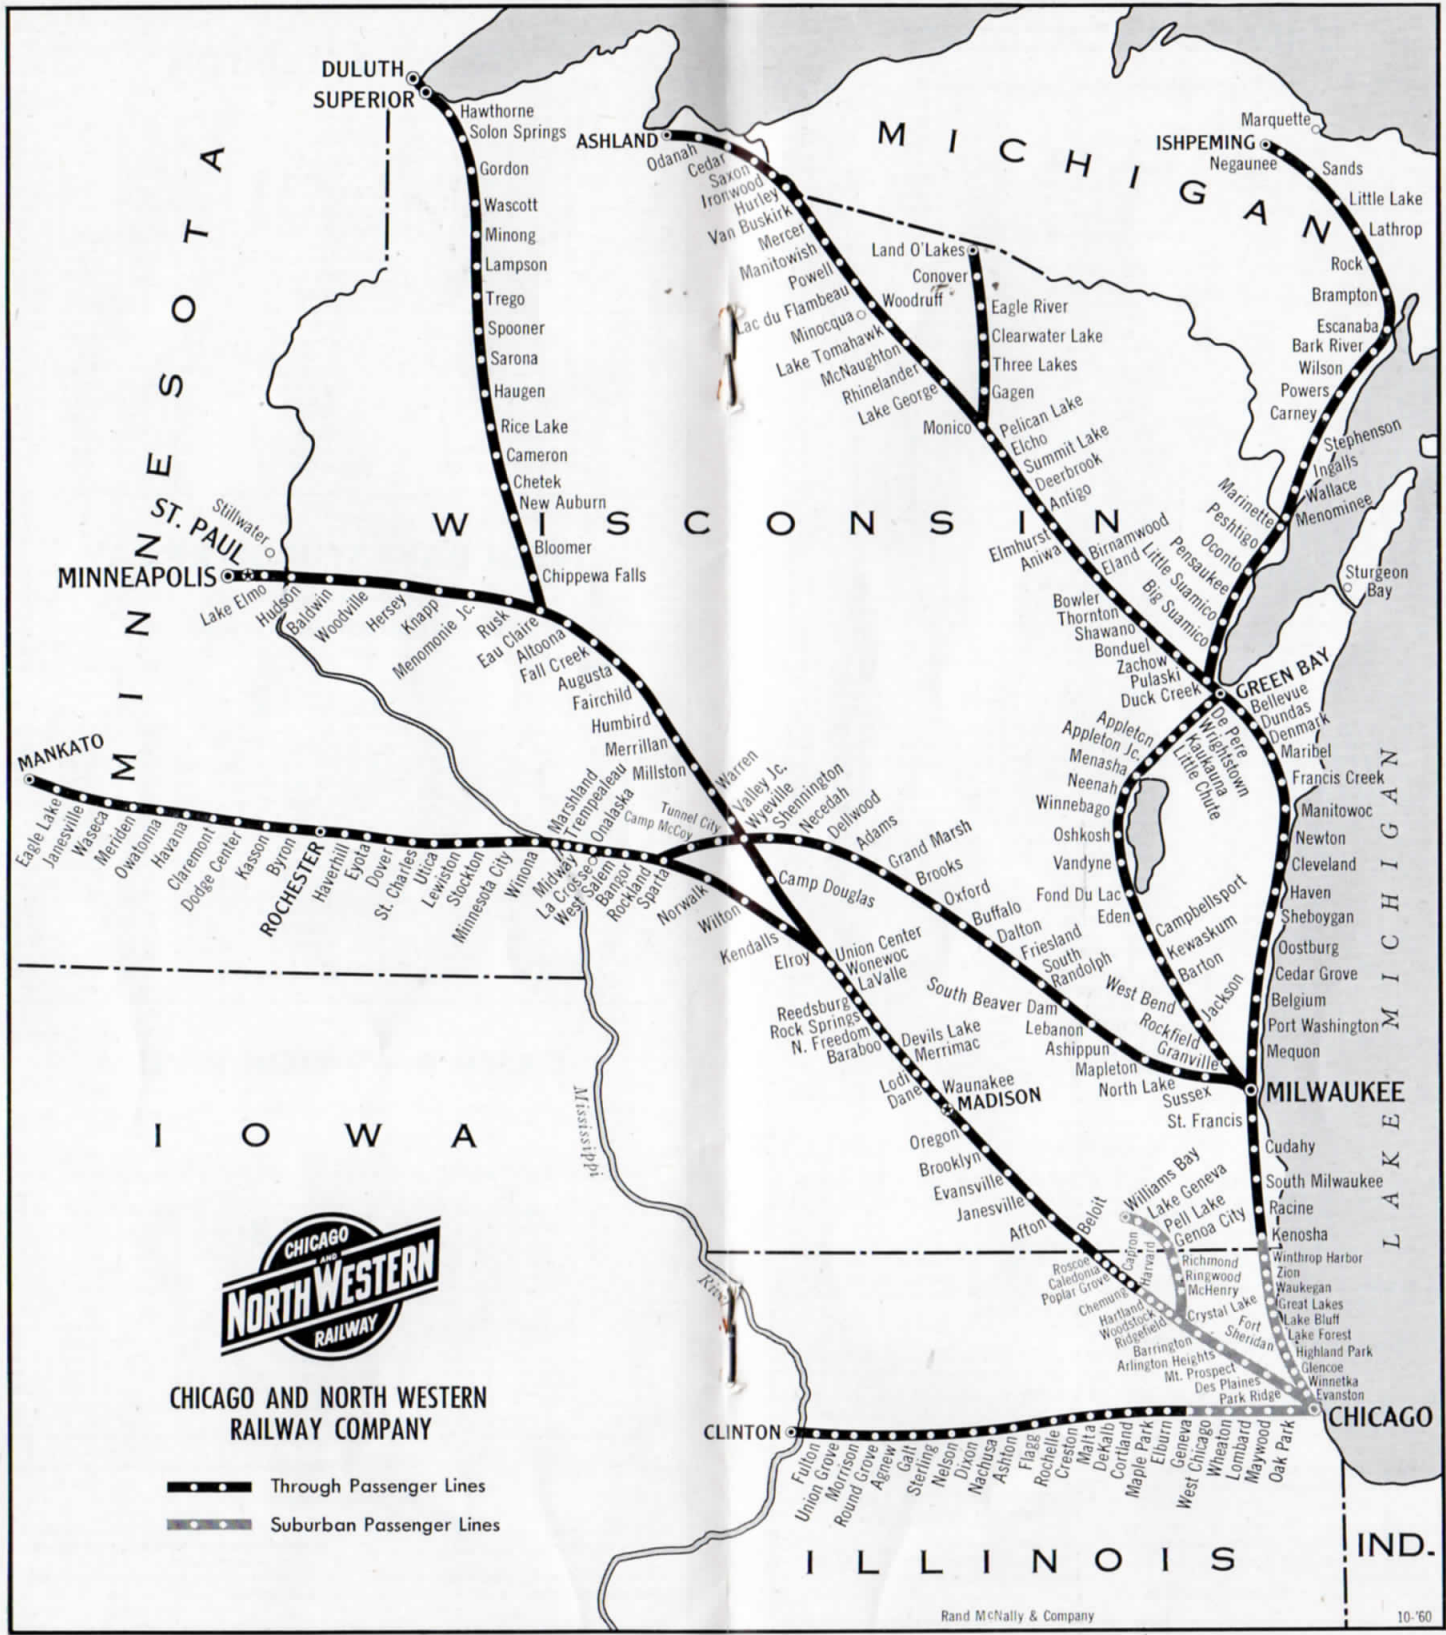 DULUTH
SUPERIOR
Hawthorne
Solon Springs
Gordon
Wascott
Minong
Lampson
Trego
Spooner
Sarona
Haugen
Rice Lake
Cameron
Chetek
New Auburn
Bloomer
Chippewa Falls
ASHLAND
Odanah
Cedar
Saxon
Ironwood
Hurley
Van Buskirk
Mercer
Manitowish
Powell
Lac du Flambeau
Woodruff
Minocqua
Lake Tomahawk
McNaughton
Rhinelander
Lake George
Monico
Land O'Lakes
Conover
Eagle River
Clearwater Lake
Three Lakes
Gagen
Pelican Lake
Elcho
Summit Lake
Deerbrook
Antigo
Elmhurst
Aniwa
Birnamwood
Eland
Bowler
Thornton
Shawano
Bonduel
Zachow
Pulaski
Duck Creek
MICHIGAN
Marquette
ISHPEMING
Negaunee
Sands
Little Lake
Lathrop
Rock
Brampton
Escanaba
Bark River
Wilson
Powers
Carney
Stephenson
Ingalls
Wallace
Menominee
Marinette
Peshtigo
Oconto
Pensaukee
Little Suamico
Big Suamico
Sturgeon
Bay
GREEN BAY
Bellevue
Dundas
Denmark
Maribel
Francis Creek
Manitowoc
Newton
Cleveland
Haven
Sheboygan
Oostburg
Cedar Grove
Belgium
Port Washington
Mequon
De Pere
Wrightstown
Kaukauna
Little Chute
Appleton
Appleton Jc.
Menasha
Neenah
Winnebago
Oshkosh
Vandyne
Fond Du Lac
Eden
Campbellsport
Kewaskum
Barton
West Bend
Jackson
Rockfield
Granville
MINNESOTA
WISCONSIN
Stillwater
ST. PAUL
MINNEAPOLIS
Lake Elmo
Hudson
Baldwin
Woodville
Hersey
Knapp
Menomonie Jc.
Rusk
Eau Claire
Altoona
Fall Creek
Augusta
Fairchild
Humbird
Merrillan
Millston
Warren
Valley Jc.
Wyeville
Shennington
Necedah
Dellwood
Adams
Grand Marsh
Brooks
Oxford
Buffalo
Dalton
Friesland
South
Randolph
South Beaver Dam
Lebanon
Ashippun
Mapleton
North Lake
Sussex
MANKATO
Eagle Lake
Janesville
Waseca
Meriden
Owatonna
Havana
Claremont
Dodge Center
Kasson
Byron
ROCHESTER
Haverhill
Eyota
Dover
St. Charles
Utica
Lewiston
Stockton
Minnesota City
Winona
Marshland
Trempealeau
Onalaska
Midway
La Crosse
West Salem
Bangor
Rockland
Sparta
Tunnel City
Camp McCoy
Norwalk
Wilton
Kendalls
Elroy
Camp Douglas
Union Center
Wonewoc
LaValle
Reedsburg
Rock Springs
N. Freedom
Baraboo
Devils Lake
Merrimac
Lodi
Dane
Waunakee
MADISON
Oregon
Brooklyn
Evansville
Janesville
Afton
Beloit
Roscoe
Caledonia
Poplar Grove
Capron
Chemung
Harvard
Hartland
Woodstock
Ridgefield
Crystal Lake
Barrington
Arlington Heights
Mt. Prospect
Des Plaines
Park Ridge
Williams Bay
Lake Geneva
Pell Lake
Genoa City
Richmond
Ringwood
McHenry
MILWAUKEE
St. Francis
Cudahy
South Milwaukee
Racine
Kenosha
Winthrop Harbor
Zion
Waukegan
Great Lakes
Lake Bluff
Lake Forest
Fort
Sheridan
Highland Park
Glencoe
Winnetka
Evanston
CHICAGO
LAKE MICHIGAN
IOWA
Mississippi
River
CLINTON
Fulton
Union Grove
Morrison
Round Grove
Agnew
Galt
Sterling
Nelson
Dixon
Nachusa
Ashton
Flagg
Rochelle
Creston
Malta
DeKalb
Cortland
Maple Park
Elburn
Geneva
West Chicago
Wheaton
Lombard
Maywood
Oak Park
CHICAGO
AND
NORTH WESTERN
RAILWAY
CHICAGO AND NORTH WESTERN
RAILWAY COMPANY
Through Passenger Lines
Suburban Passenger Lines
ILLINOIS
IND.
Rand McNally & Company
10-'60